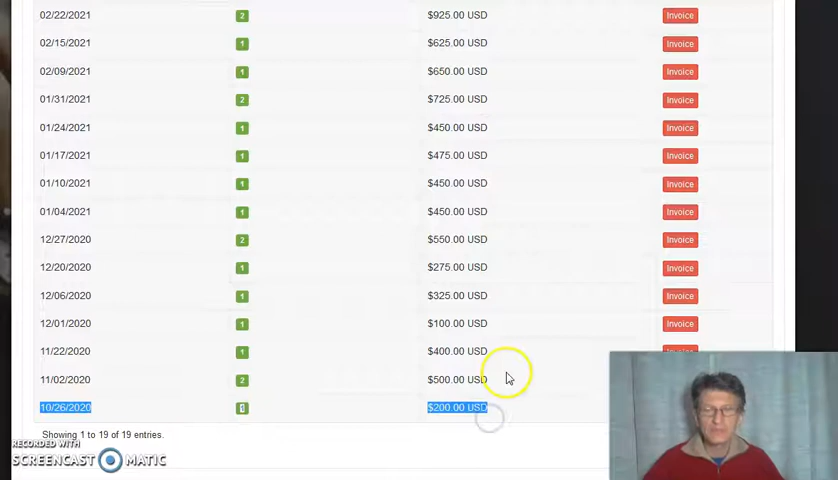 02/22/2021 2 $925.00 USD Invoice
02/15/2021 1 $625.00 USD Invoice
02/09/2021 1 $650.00 USD Invoice
01/31/2021 2 $725.00 USD Invoice
01/24/2021 1 $450.00 USD Invoice
01/17/2021 1 $475.00 USD Invoice
01/10/2021 1 $450.00 USD Invoice
01/04/2021 1 $450.00 USD Invoice
12/27/2020 2 $550.00 USD Invoice
12/20/2020 1 $275.00 USD Invoice
12/06/2020 1 $325.00 USD Invoice
12/01/2020 1 $100.00 USD Invoice
11/22/2020 1 $400.00 USD Invoice
11/02/2020 2 $500.00 USD
10/26/2020 1 $200.00 USD
Showing 1 to 19 of 19 entries.
RECORDED WITH
SCREENCAST MATIC